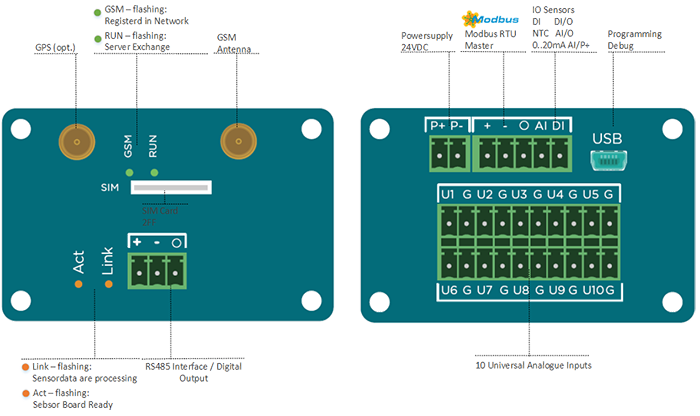 GSM – flashing:
Registerd in Network
RUN – flashing:
Server Exchange
GPS (opt.)
GSM
Antenna
GSM
RUN
SIM
SIM Card
Act
Link
+ - O
Link – flashing:
Sensordata are processing
Act – flashing:
Sebsor Board Ready
RS485 Interface / Digital
Output
Powersupply
24VDC
Modbus
Modbus RTU
Master
IO Sensors
DI DI/O
NTC AI/O
0..20mA AI/P+
Programming
Debug
P+ P-
+ - O AI DI
USB
U1 G U2 G U3 G U4 G U5 G
U6 G U7 G U8 G U9 G U10 G
10 Universal Analogue Inputs